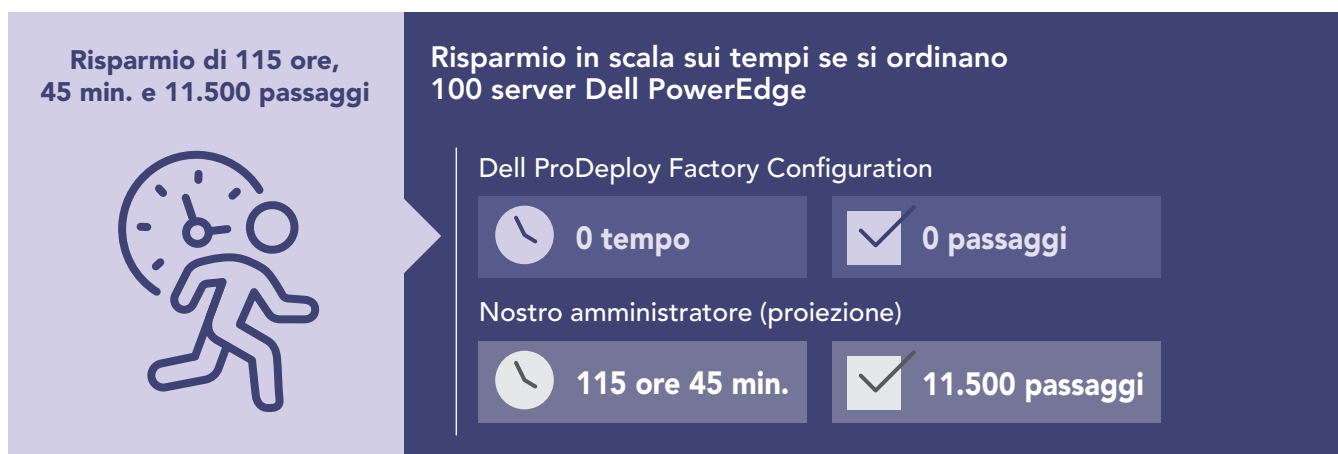 Risparmio di 115 ore,
45 min. e 11.500 passaggi
Risparmio in scala sui tempi se si ordinano
100 server Dell PowerEdge
Dell ProDeploy Factory Configuration
0 tempo
0 passaggi
Nostro amministratore (proiezione)
115 ore 45 min.
11.500 passaggi